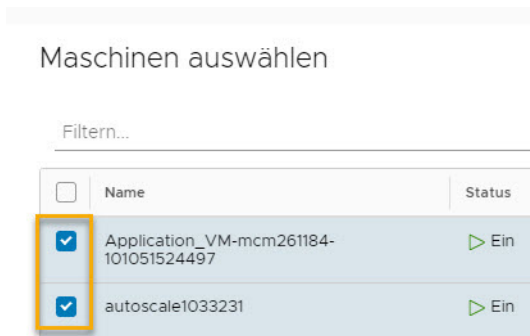 Maschinen auswählen
Filtern...
Name Status
Application_VM-mcm261184- Ein
101051524497
autoscale1033231 Ein